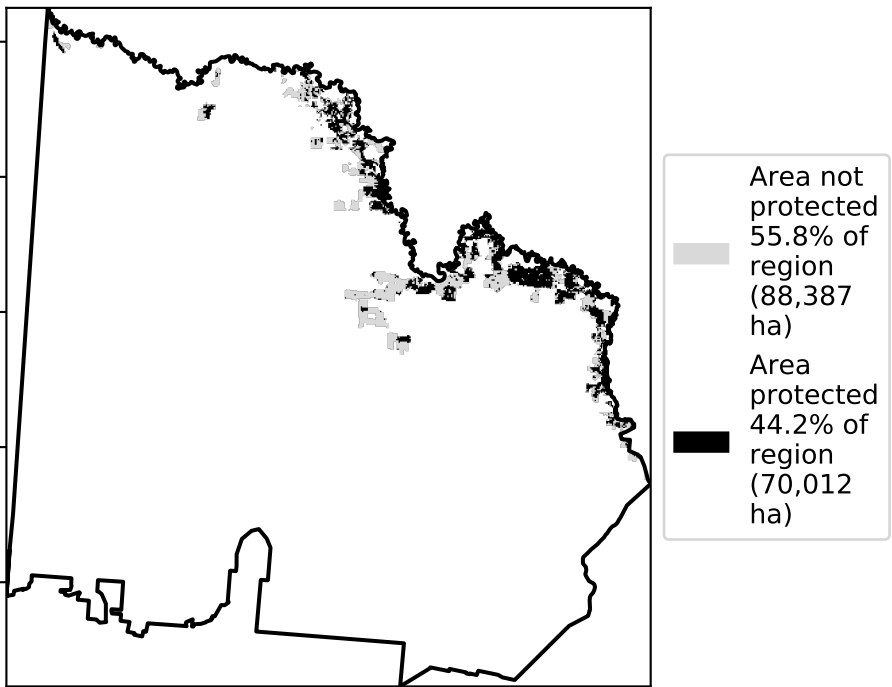 Area not
protected
55.8% of
region
(88,387
ha)
Area
protected
44.2% of
region
(70,012
ha)